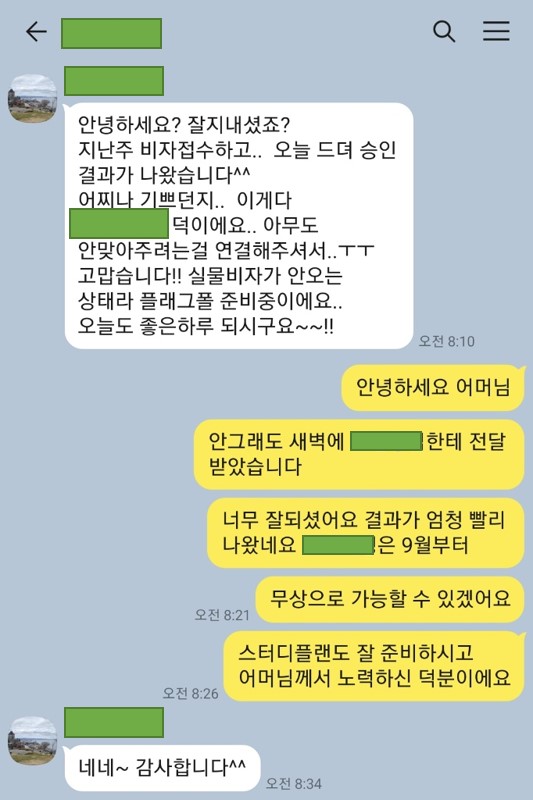 안녕하세요? 잘지내셨죠?
지난주 비자접수하고.. 오늘 드뎌 승인
결과가 나왔습니다^^
어찌나 기쁘던지.. 이게다
덕이에요.. 아무도
안맞아주려는걸 연결해주셔서..ㅜㅜ
고맙습니다!! 실물비자가 안오는
상태라 플래그폴 준비중이에요..
오늘도 좋은하루 되시구요~~!!
오전 8:10
안녕하세요 어머님
안그래도 새벽에 한테 전달
받았습니다
너무 잘되셨어요 결과가 엄청 빨리
나왔네요 은 9월부터
무상으로 가능할 수 있겠어요
오전 8:21
스터디플랜도 잘 준비하시고
어머님께서 노력하신 덕분이에요
오전 8:26
네네~ 감사합니다^^
오전 8:34